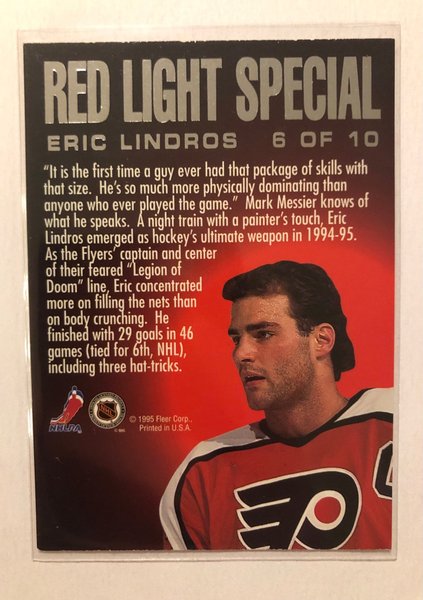 RED LIGHT SPECIAL
ERIC LINDROS 6 OF 10
"It is the first time a guy ever had that package of skills with
that size. He's so much more physically dominating than
anyone who ever played the game." Mark Messier knows of
what he speaks. A night train with a painter's touch, Eric
Lindros emerged as hockey's ultimate weapon in 1994-95.
As the Flyers' captain and center
of their feared "Legion of
Doom" line, Eric concentrated
more on filling the nets than
on body crunching. He
finished with 29 goals in 46
games (tied for 6th, NHL),
including three hat-tricks.
NHLPA
NHL
© 1995 Fleer Corp.,
Printed in U.S.A.
C